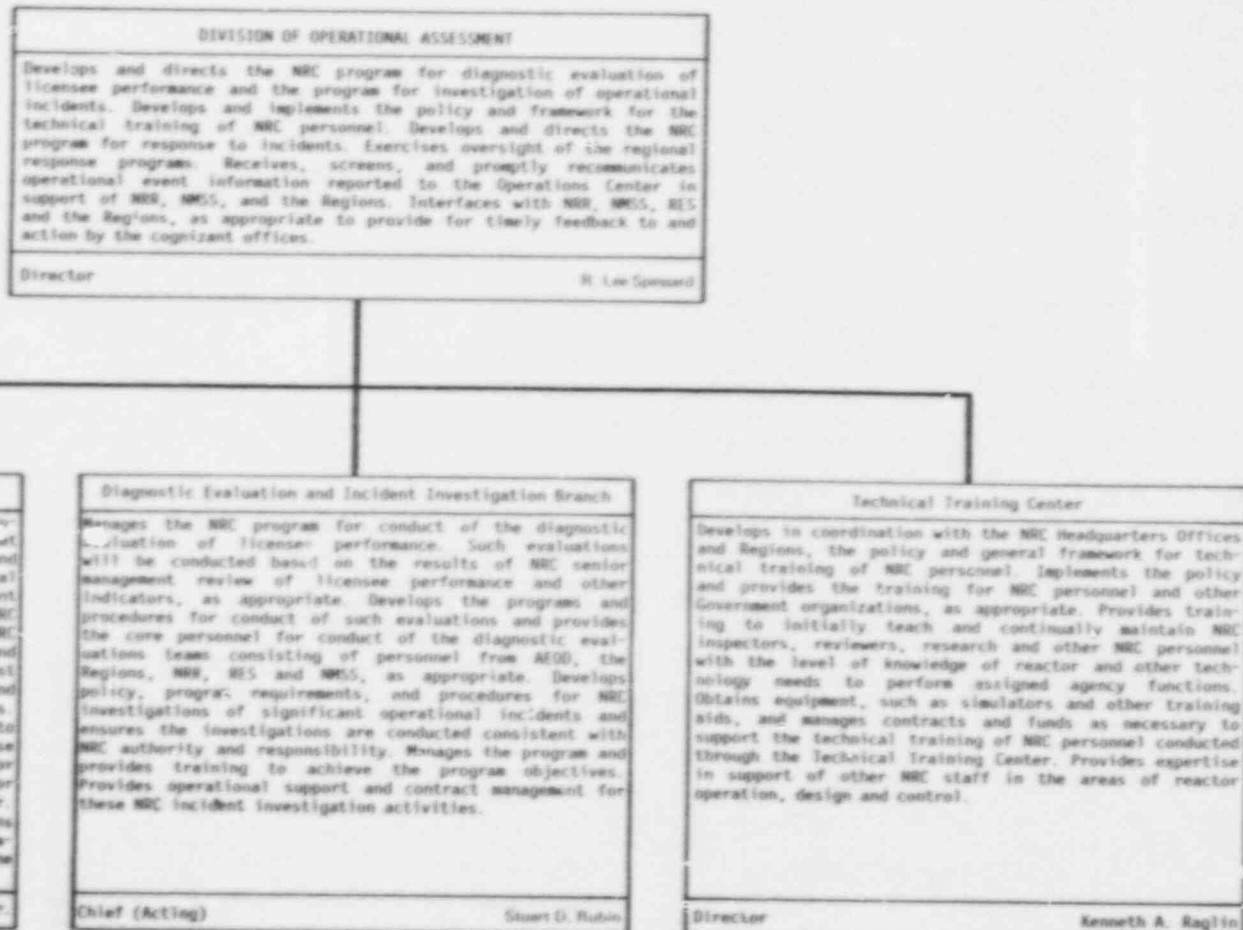 DIVISION OF OPERATIONAL ASSESSMENT
Develops and directs the NRC program for diagnostic evaluation of
licensee performance and the program for investigation of operational
incidents. Develops and implements the policy and framework for the
technical training of NRC personnel. Develops and directs the NRC
program for response to incidents. Exercises oversight of the regional
response programs. Receives, screens, and promptly recommunicates
operational event information reported to the Operations Center in
support of NRR, NMSS, and the Regions. Interfaces with NRR, NMSS, RES
and the Regions, as appropriate to provide for timely feedback to and
action by the cognizant offices.
Director R. Lee Spessard
nd
al
ent
RC
RC
nd
st
nd
s.
to
se
or
or
r.
ns
he
r.
Diagnostic Evaluation and Incident Investigation Branch
Manages the NRC program for conduct of the diagnostic
evaluation of licensee performance. Such evaluations
will be conducted based on the results of NRC senior
management review of licensee performance and other
indicators, as appropriate. Develops the programs and
procedures for conduct of such evaluations and provides
the core personnel for conduct of the diagnostic eval-
uations teams consisting of personnel from AEOD, the
Regions, NRR, RES and NMSS, as appropriate. Develops
policy, program requirements, and procedures for NRC
investigations of significant operational incidents and
ensures the investigations are conducted consistent with
NRC authority and responsibility. Manages the program and
provides training to achieve the program objectives.
Provides operational support and contract management for
these NRC incident investigation activities.
Chief (Acting) Stuart D. Rubin
Technical Training Center
Develops in coordination with the NRC Headquarters Offices
and Regions, the policy and general framework for tech-
nical training of NRC personnel. Implements the policy
and provides the training for NRC personnel and other
Government organizations, as appropriate. Provides train-
ing to initially teach and continually maintain NRC
inspectors, reviewers, research and other NRC personnel
with the level of knowledge of reactor and other tech-
nology needs to perform assigned agency functions.
Obtains equipment, such as simulators and other training
aids, and manages contracts and funds as necessary to
support the technical training of NRC personnel conducted
through the Technical Training Center. Provides expertise
in support of other NRC staff in the areas of reactor
operation, design and control.
Director Kenneth A. Raglin